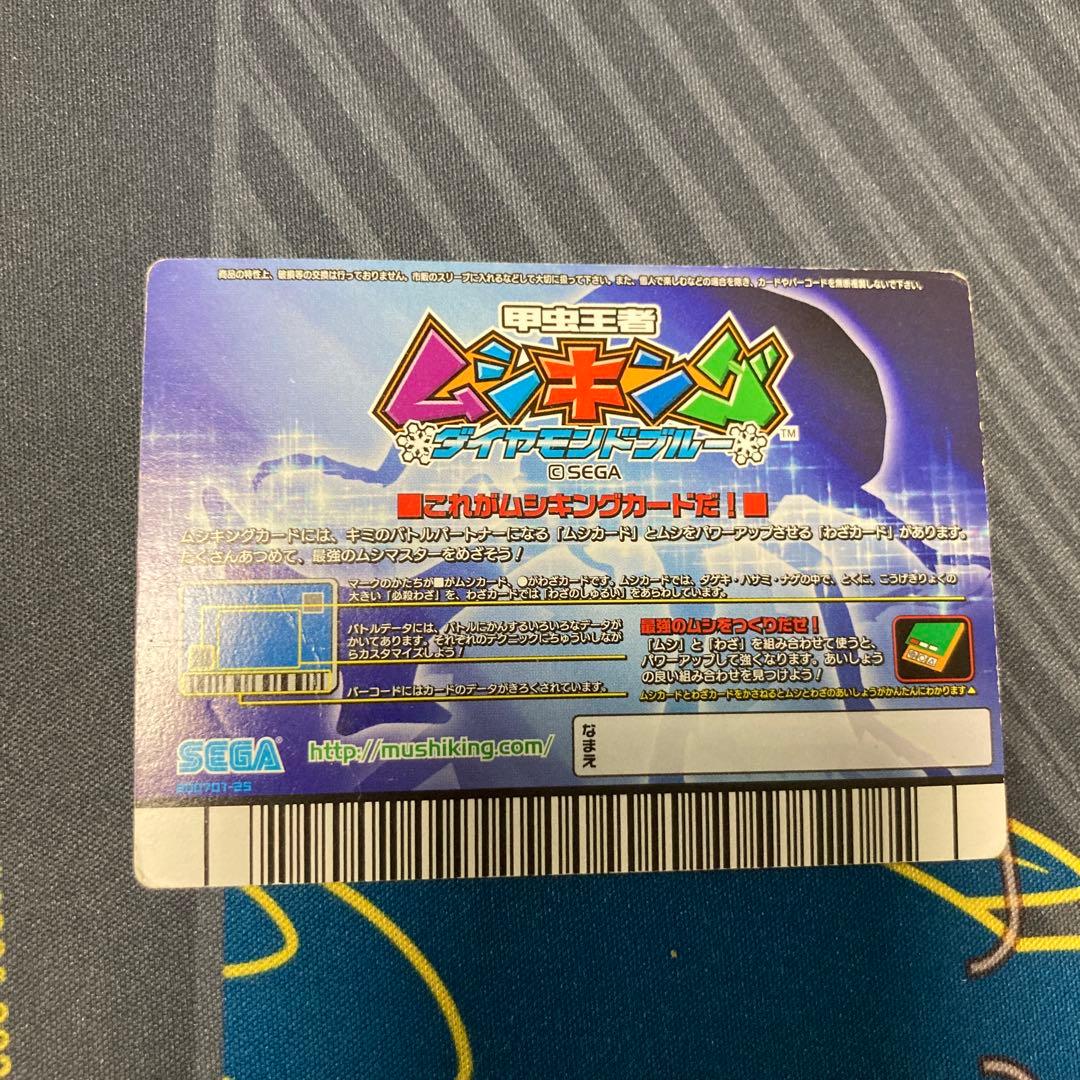 商品の特性上、破損等の交換は行っておりません。市販のスリーブに入れるなどして大切に扱って下さい。また、個人で楽しむなどの場合を除き、カードやバーコードを無断複製しないで下さい。
甲虫王者
ムシキング
ダイヤモンドブルー
TM
©SEGA
■これがムシキングカードだ!■
ムシキングカードには、キミのバトルパートナーになる「ムシカード」とムシをパワーアップさせる「わざカード」があります。
たくさんあつめて、最強のムシマスターをめざそう!
マークのかたちが■がムシカード、●がわざカードです。ムシカードでは、ダゲキ・ハサミ・ナゲの中で、とくに、こうげきりょくの
大きい「必殺わざ」を、わざカードでは「わざのしゅるい」をあらわしています。
バトルデータには、バトルにかんするいろいろなデータが
かいてあります。それぞれのテクニックにちゅういしなが
らカスタマイズしよう!
バーコードにはカードのデータがきろくされています。
最強のムシをつくりだせ!
「ムシ」と「わざ」を組み合わせて使うと、
パワーアップして強くなります。あいしょう
の良い組み合わせを見つけよう!
ムシカードとわざカードをかさねるとムシとわざのあいしょうがかんたんにわかります▲
SEGA®
http://mushiking.com/
なまえ
200701-25